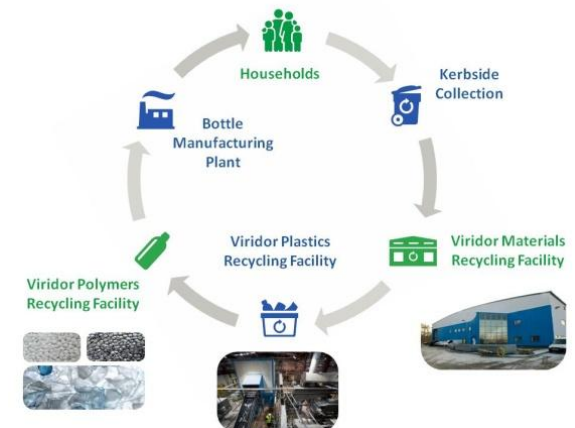 Households
Kerbside
Collection
Bottle
Manufacturing
Plant
Viridor Plastics
Recycling Facility
Viridor Materials
Recycling Facility
Viridor Polymers
Recycling Facility